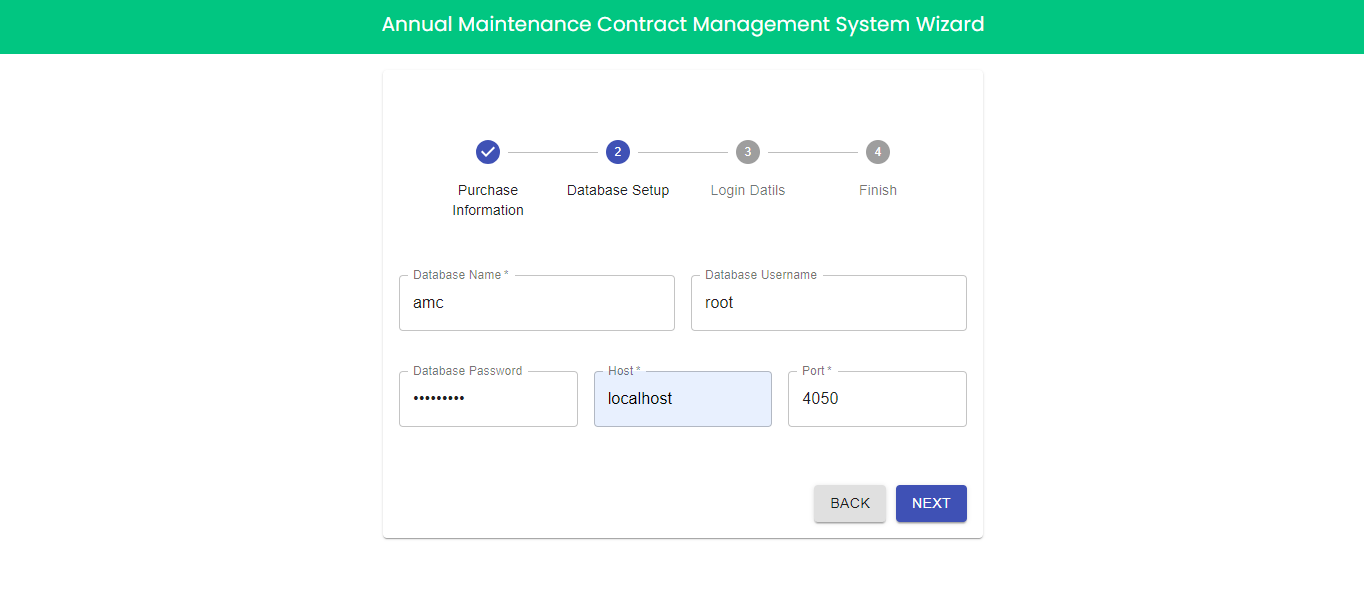 Annual Maintenance Contract Management System Wizard
2 3 4
Purchase Information Database Setup Login Datils Finish
Database Name * Database Username
amc root
Database Password Host * Port *
••••••••• localhost 4050
BACK NEXT